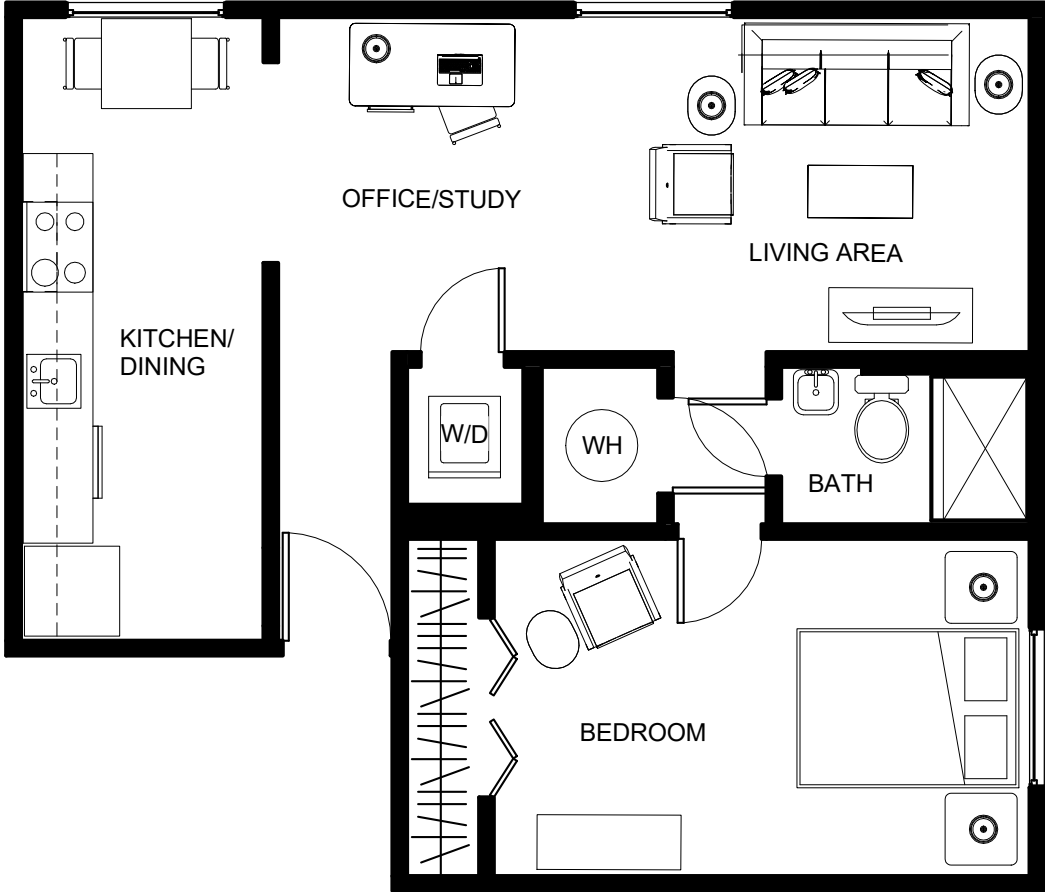 OFFICE/STUDY
LIVING AREA
KITCHEN/
DINING
W/D
WH
BATH
BEDROOM